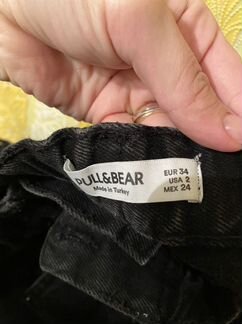 PULL&BEAR
Made in Turkey
EUR 34
USA 2
MEX 24